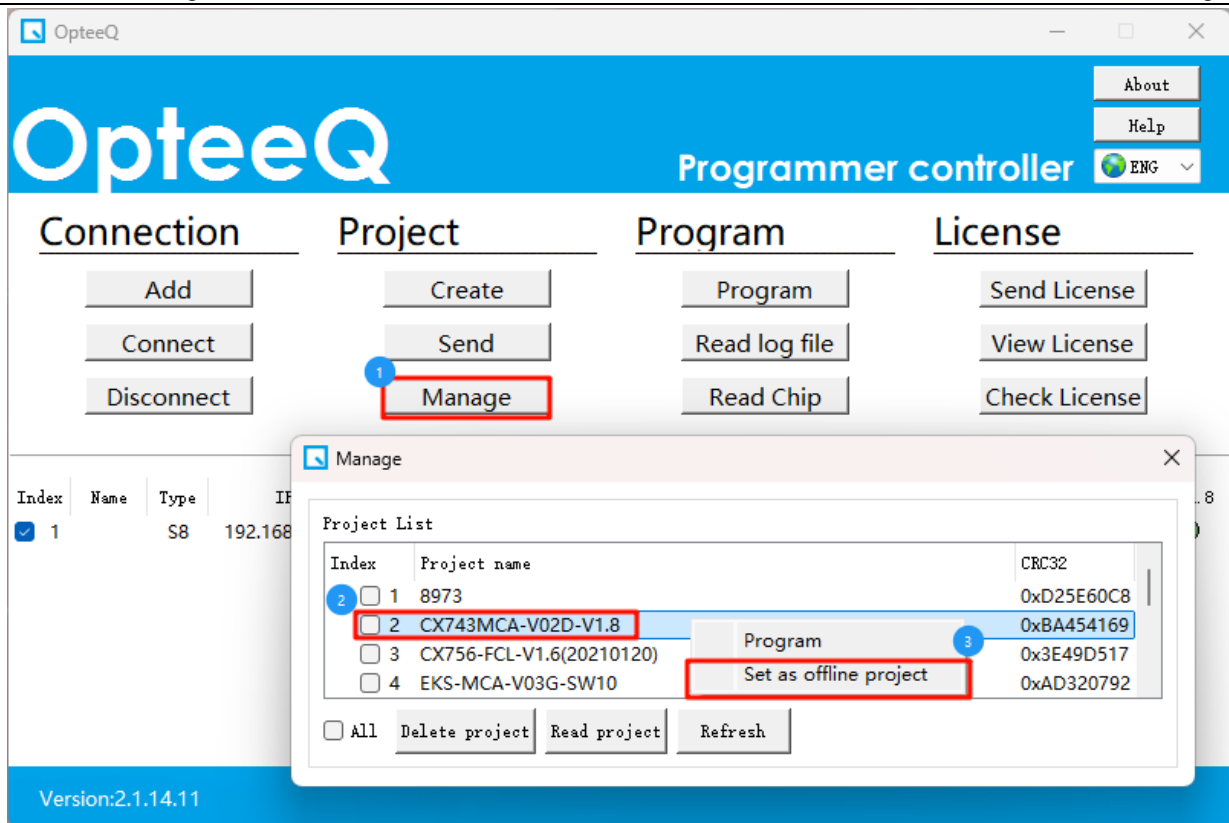 OpteeQ
About
OpteeQ
Help
Programmer controller
ENG
Connection Project Program License
Add Create Program Send License
Connect Send Read log file View License
1
Disconnect Manage Read Chip Check License
Manage
Index Name Type .8
1 S8 192.168
Project List
Index Project name CRC32
1 8973 0xD25E60C8
2
2 CX743MCA-V02D-V1.8 0xBA454169
Program 3
3 CX756-FCL-V1.6(20210120) 0x3E49D517
Set as offline project
4 EKS-MCA-V03G-SW10 0xAD320792
All Delete project Read project Refresh
Version:2.1.14.11